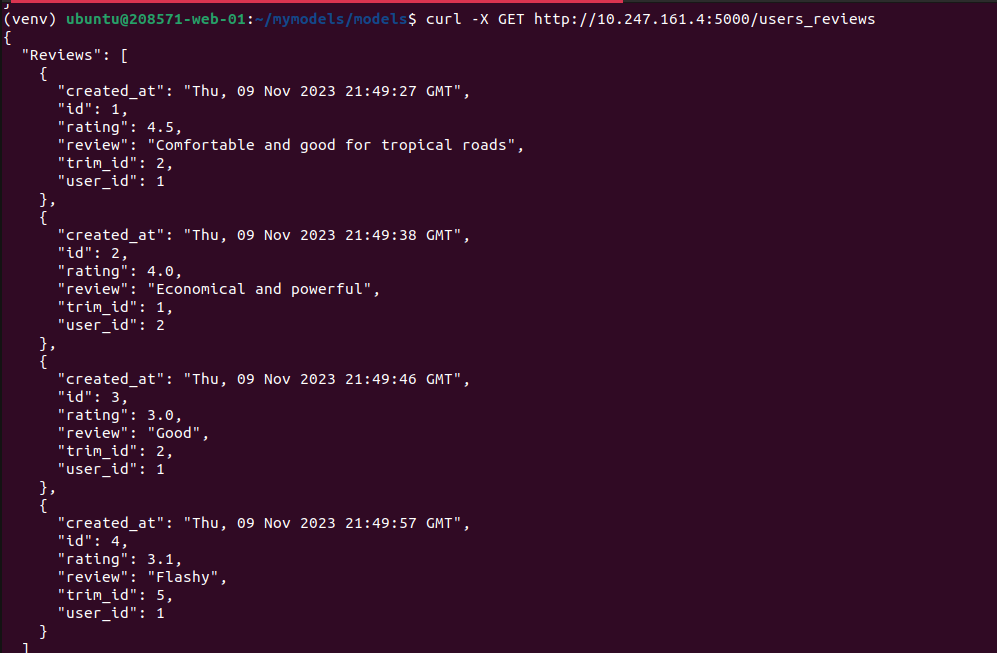 (venv) ubuntu@208571-web-01:~/mymodels/models$ curl -X GET http://10.247.161.4:5000/users_reviews
{
  "Reviews": [
    {
      "created_at": "Thu, 09 Nov 2023 21:49:27 GMT",
      "id": 1,
      "rating": 4.5,
      "review": "Comfortable and good for tropical roads",
      "trim_id": 2,
      "user_id": 1
    },
    {
      "created_at": "Thu, 09 Nov 2023 21:49:38 GMT",
      "id": 2,
      "rating": 4.0,
      "review": "Economical and powerful",
      "trim_id": 1,
      "user_id": 2
    },
    {
      "created_at": "Thu, 09 Nov 2023 21:49:46 GMT",
      "id": 3,
      "rating": 3.0,
      "review": "Good",
      "trim_id": 2,
      "user_id": 1
    },
    {
      "created_at": "Thu, 09 Nov 2023 21:49:57 GMT",
      "id": 4,
      "rating": 3.1,
      "review": "Flashy",
      "trim_id": 5,
      "user_id": 1
    }
  ]